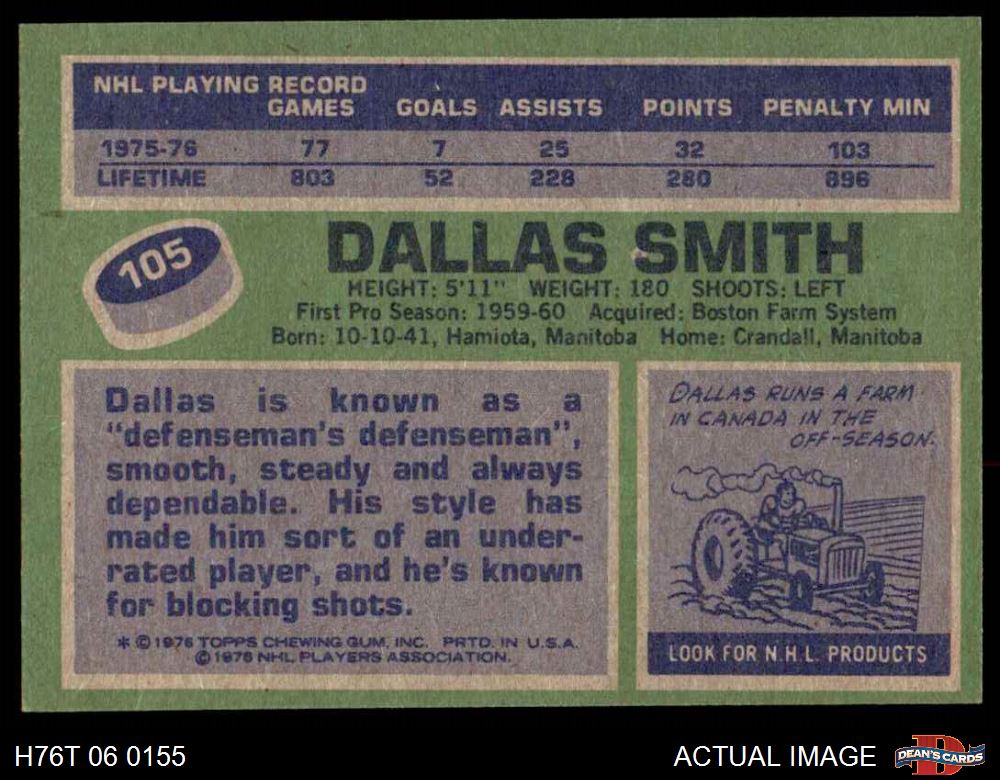 NHL PLAYING RECORD
GAMES GOALS ASSISTS POINTS PENALTY MIN
1975-76 77 7 25 32 103
LIFETIME 803 52 228 280 896
105
DALLAS SMITH
HEIGHT: 5'11" WEIGHT: 180 SHOOTS: LEFT
First Pro Season: 1959-60 Acquired: Boston Farm System
Born: 10-10-41, Hamiota, Manitoba Home: Crandall, Manitoba
Dallas is known as a
"defenseman's defenseman",
smooth, steady and always
dependable. His style has
made him sort of an under-
rated player, and he's known
for blocking shots.
* © 1976 TOPPS CHEWING GUM, INC. PRTD. IN U.S.A.
© 1976 NHL PLAYERS ASSOCIATION.
DALLAS RUNS A FARM
IN CANADA IN THE
OFF-SEASON.
LOOK FOR N.H.L. PRODUCTS
H76T 06 0155
ACTUAL IMAGE
D
DEAN'S CARDS